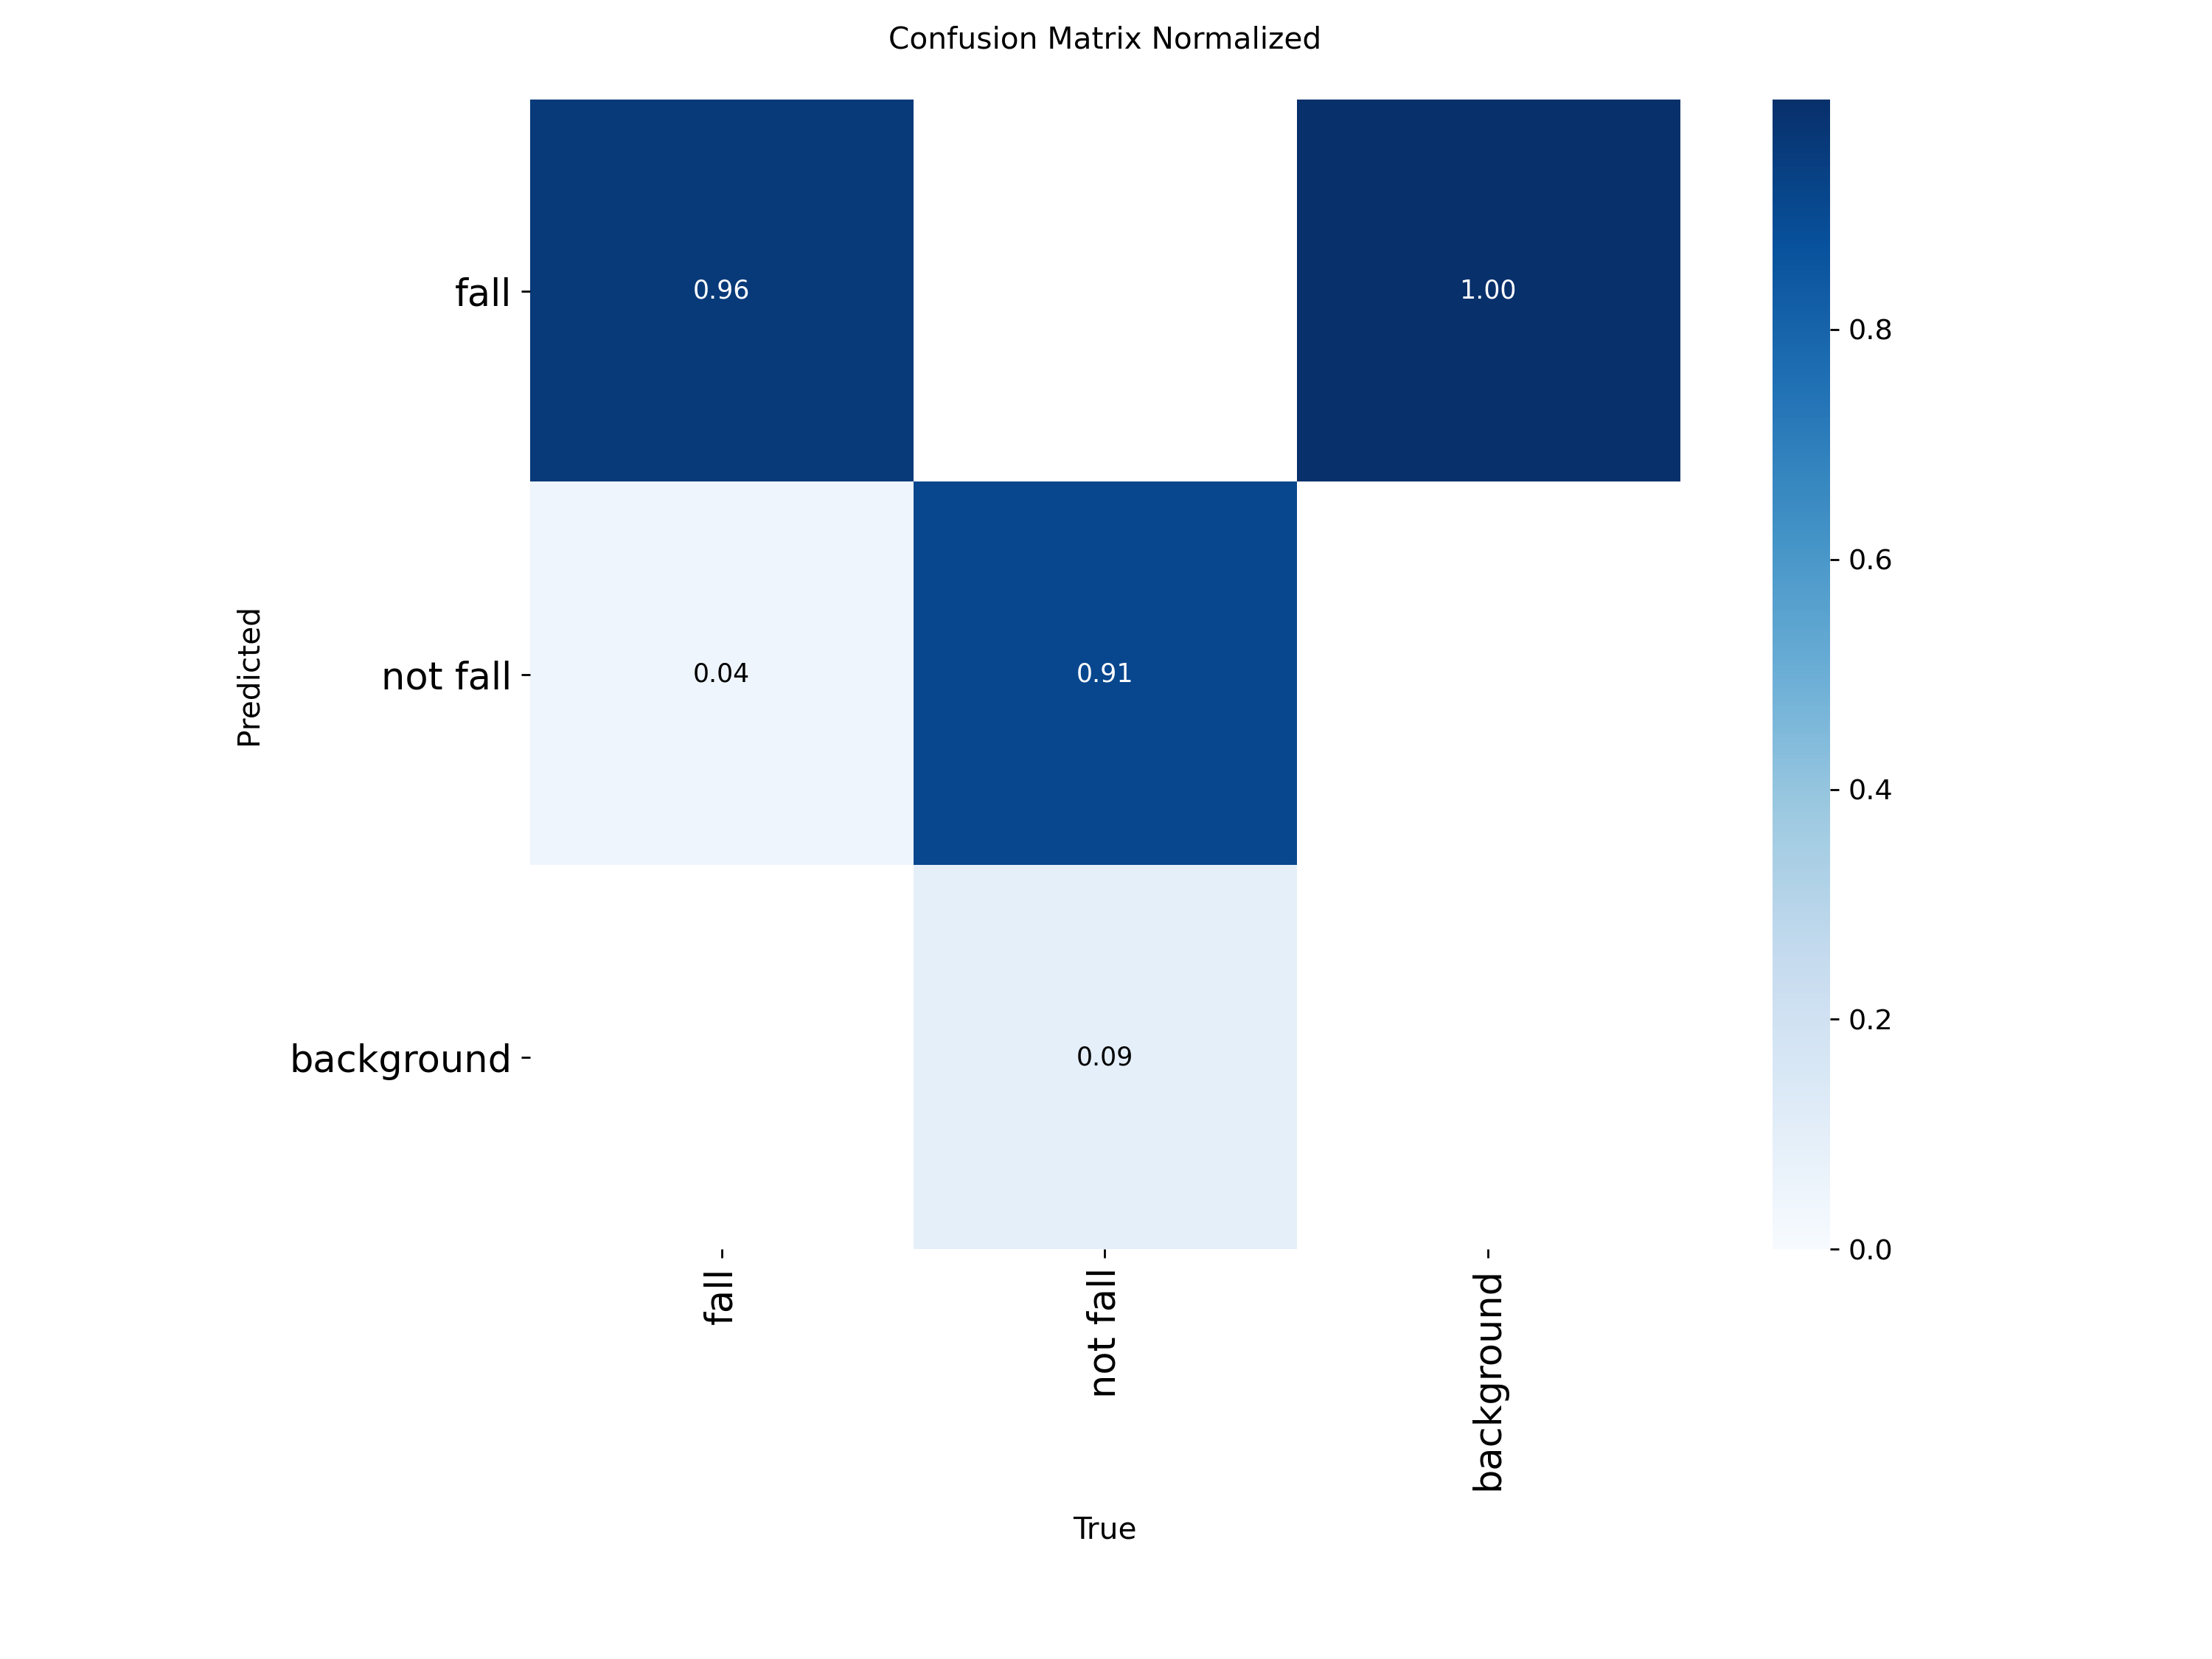 Confusion Matrix Normalized
fall
0.96
1.00
not fall
0.04
0.91
background
0.09
Predicted
fall
not fall
background
True
0.8
0.6
0.4
0.2
0.0